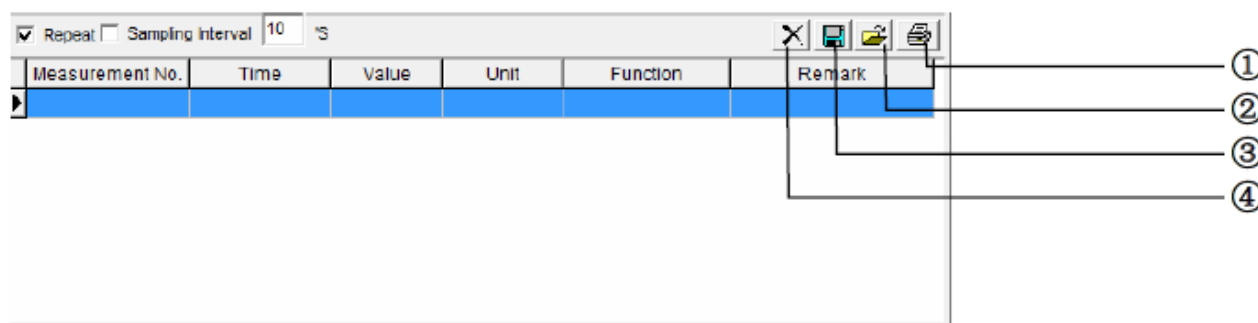 Repeat Sampling Interval 10 "S
Measurement No. Time Value Unit Function Remark
①
②
③
④